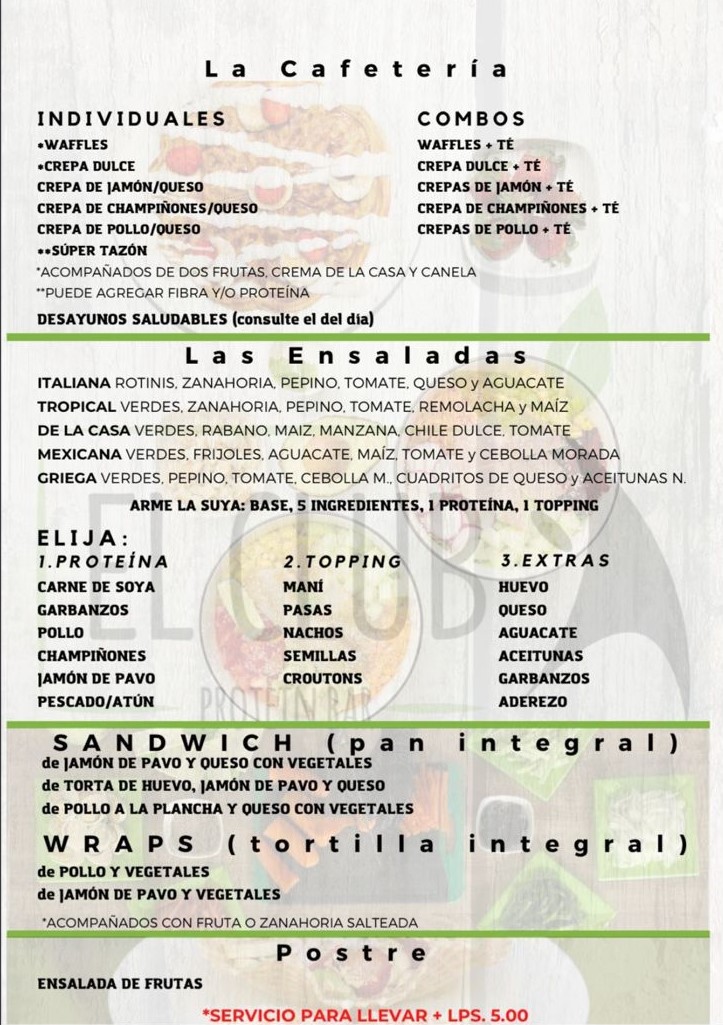 La Cafetería
INDIVIDUALES
•WAFFLES
•CREPA DULCE
CREPA DE JAMÓN/QUESO
CREPA DE CHAMPIÑONES/QUESO
CREPA DE POLLO/QUESO
••SÚPER TAZÓN
COMBOS
WAFFLES + TÉ
CREPA DULCE + TÉ
CREPAS DE JAMÓN + TÉ
CREPA DE CHAMPIÑONES + TÉ
CREPAS DE POLLO + TÉ
*ACOMPAÑADOS DE DOS FRUTAS, CREMA DE LA CASA Y CANELA
**PUEDE AGREGAR FIBRA Y/O PROTEÍNA
DESAYUNOS SALUDABLES (consulte el del día)
Las Ensaladas
ITALIANA ROTINIS, ZANAHORIA, PEPINO, TOMATE, QUESO y AGUACATE
TROPICAL VERDES, ZANAHORIA, PEPINO, TOMATE, REMOLACHA y MAÍZ
DE LA CASA VERDES, RABANO, MAIZ, MANZANA, CHILE DULCE, TOMATE
MEXICANA VERDES, FRIJOLES, AGUACATE, MAÍZ, TOMATE y CEBOLLA MORADA
GRIEGA VERDES, PEPINO, TOMATE, CEBOLLA M., CUADRITOS DE QUESO y ACEITUNAS N.
ARME LA SUYA: BASE, 5 INGREDIENTES, 1 PROTEÍNA, 1 TOPPING
ELIJA:
1.PROTEÍNA
CARNE DE SOYA
GARBANZOS
POLLO
CHAMPIÑONES
JAMÓN DE PAVO
PESCADO/ATÚN
2.TOPPING
MANÍ
PASAS
NACHOS
SEMILLAS
CROUTONS
3.EXTRAS
HUEVO
QUESO
AGUACATE
ACEITUNAS
GARBANZOS
ADEREZO
EL CLUB
PROTEIN BAR
SANDWICH (pan integral)
de JAMÓN DE PAVO Y QUESO CON VEGETALES
de TORTA DE HUEVO, JAMÓN DE PAVO Y QUESO
de POLLO A LA PLANCHA Y QUESO CON VEGETALES
WRAPS (tortilla integral)
de POLLO Y VEGETALES
de JAMÓN DE PAVO Y VEGETALES
*ACOMPAÑADOS CON FRUTA O ZANAHORIA SALTEADA
Postre
ENSALADA DE FRUTAS
*SERVICIO PARA LLEVAR + LPS. 5.00